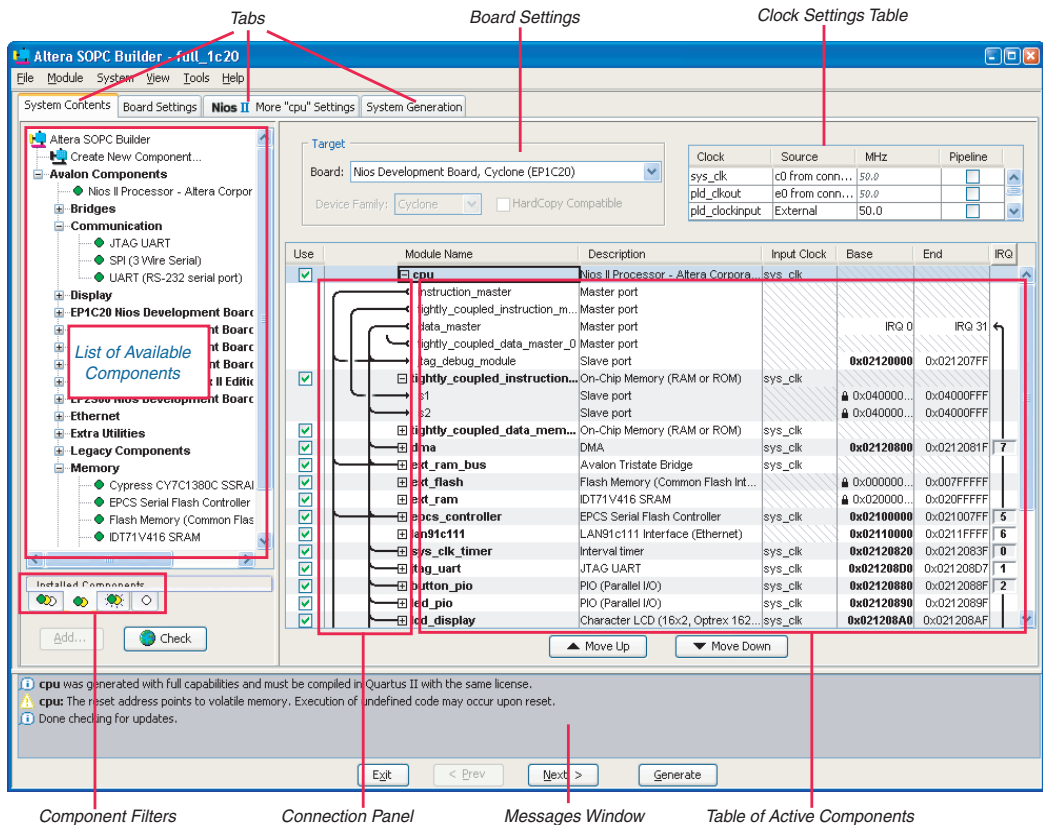 Tabs
Board Settings
Clock Settings Table
Altera SOPC Builder - full_1c20
File Module System View Tools Help
System Contents Board Settings Nios II More "cpu" Settings System Generation
Altera SOPC Builder
Create New Component...
Avalon Components
Nios II Processor - Altera Corpor
Bridges
Communication
JTAG UART
SPI (3 Wire Serial)
UART (RS-232 serial port)
Display
EP1C20 Nios Development Board
nt Board
nt Board
nt Board
II Editic
EP2S60 Nios Development Board
Ethernet
Extra Utilities
Legacy Components
Memory
Cypress CY7C1380C SSRAI
EPCS Serial Flash Controller
Flash Memory (Common Flas
IDT71V416 SRAM
List of Available
Components
Installed Components
Add... Check
Target
Board: Nios Development Board, Cyclone (EP1C20)
Device Family: Cyclone HardCopy Compatible
Clock Source MHz Pipeline
sys_clk c0 from conn... 50.0
pld_clkout e0 from conn... 50.0
pld_clockinput External 50.0
Use Module Name Description Input Clock Base End IRQ
cpu Nios II Processor - Altera Corpora... sys_clk
instruction_master Master port
tightly_coupled_instruction_m... Master port
data_master Master port IRQ 0 IRQ 31
tightly_coupled_data_master_0 Master port
jtag_debug_module Slave port 0x02120000 0x021207FF
tightly_coupled_instruction... On-Chip Memory (RAM or ROM) sys_clk
s1 Slave port 0x040000... 0x04000FFF
s2 Slave port 0x040000... 0x04000FFF
tightly_coupled_data_mem... On-Chip Memory (RAM or ROM) sys_clk
dma DMA sys_clk 0x02120800 0x0212081F 7
ext_ram_bus Avalon Tristate Bridge sys_clk
ext_flash Flash Memory (Common Flash Int... 0x000000... 0x007FFFFF
ext_ram IDT71V416 SRAM 0x020000... 0x020FFFFF
epcs_controller EPCS Serial Flash Controller sys_clk 0x02100000 0x021007FF 5
lan91c111 LAN91c111 Interface (Ethernet) 0x02110000 0x0211FFFF 6
sys_clk_timer Interval timer sys_clk 0x02120820 0x0212083F 0
jtag_uart JTAG UART sys_clk 0x021208D0 0x021208D7 1
button_pio PIO (Parallel I/O) sys_clk 0x02120880 0x0212088F 2
led_pio PIO (Parallel I/O) sys_clk 0x02120890 0x0212089F
lcd_display Character LCD (16x2, Optrex 162... sys_clk 0x021208A0 0x021208AF
Move Up Move Down
cpu was generated with full capabilities and must be compiled in Quartus II with the same license.
cpu: The reset address points to volatile memory. Execution of undefined code may occur upon reset.
Done checking for updates.
Exit < Prev Next > Generate
Component Filters
Connection Panel
Messages Window
Table of Active Components